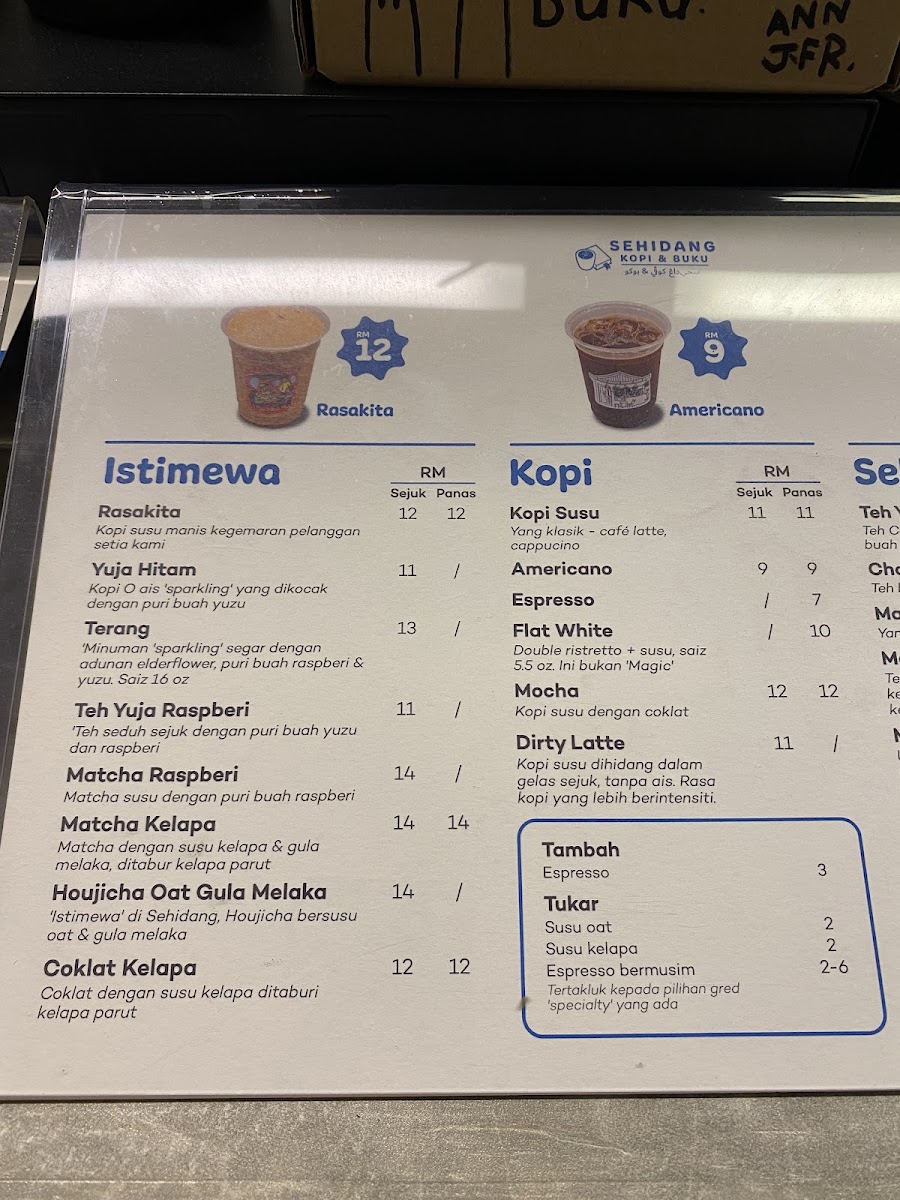 BUKU.
ANN
J.FR.
SEHIDANG
KOPI & BUKU
RM
12
Rasakita
RM
9
Americano
Istimewa
RM
Sejuk Panas
Rasakita 12 12
Kopi susu manis kegemaran pelanggan
setia kami
Yuja Hitam 11 /
Kopi O ais 'sparkling' yang dikocak
dengan puri buah yuzu
Terang 13 /
'Minuman 'sparkling' segar dengan
adunan elderflower, puri buah raspberi &
yuzu. Saiz 16 oz
Teh Yuja Raspberi 11 /
'Teh seduh sejuk dengan puri buah yuzu
dan raspberi
Matcha Raspberi 14 /
Matcha susu dengan puri buah raspberi
Matcha Kelapa 14 14
Matcha dengan susu kelapa & gula
melaka, ditabur kelapa parut
Houjicha Oat Gula Melaka 14 /
'Istimewa' di Sehidang, Houjicha bersusu
oat & gula melaka
Coklat Kelapa 12 12
Coklat dengan susu kelapa ditaburi
kelapa parut
Kopi
RM
Sejuk Panas
Kopi Susu 11 11
Yang klasik - café latte,
cappucino
Americano 9 9
Espresso / 7
Flat White / 10
Double ristretto + susu, saiz
5.5 oz. Ini bukan 'Magic'
Mocha 12 12
Kopi susu dengan coklat
Dirty Latte 11 /
Kopi susu dihidang dalam
gelas sejuk, tanpa ais. Rasa
kopi yang lebih berintensiti.
Tambah
Espresso 3
Tukar
Susu oat 2
Susu kelapa 2
Espresso bermusim 2-6
Tertakluk kepada pilihan gred
'specialty' yang ada
Teh
Teh C
buah
Teh